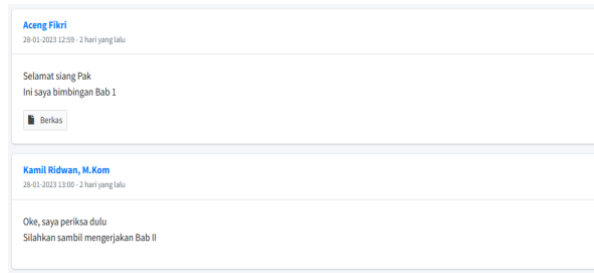 Aceng Fikri
28-01-2023 12:59 - 2 hari yang lalu
Selamat siang Pak
Ini saya bimbingan Bab 1
Berkas
Kamil Ridwan, M.Kom
28-01-2023 13:00 - 2 hari yang lalu
Oke, saya periksa dulu
Silahkan sambil mengerjakan Bab II